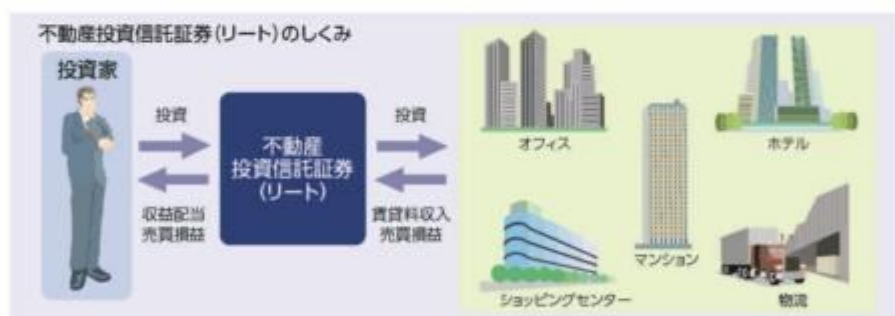 不動産投資信託証券(リート)のしくみ
投資家
投資
収益配当
売買損益
不動産
投資信託証券
(リート)
投資
賃貸料収入
売買損益
オフィス
ホテル
マンション
ショッピングセンター
物流